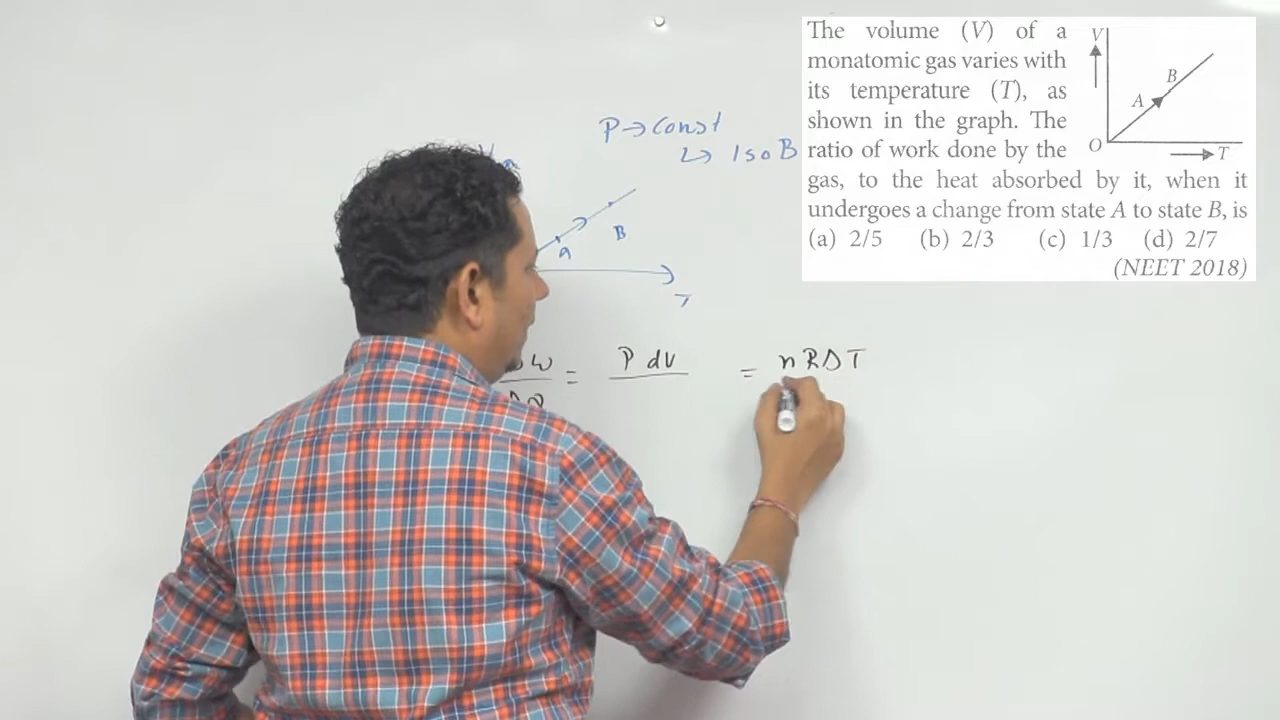 The volume (V) of a
monatomic gas varies with
its temperature (T), as
shown in the graph. The
ratio of work done by the
gas, to the heat absorbed by it, when it
undergoes a change from state A to state B, is
(a) 2/5 (b) 2/3 (c) 1/3 (d) 2/7
(NEET 2018)
V
A
B
O
T
P → Const
↳ Iso B
A
B
T
P dV
=
= nRΔT